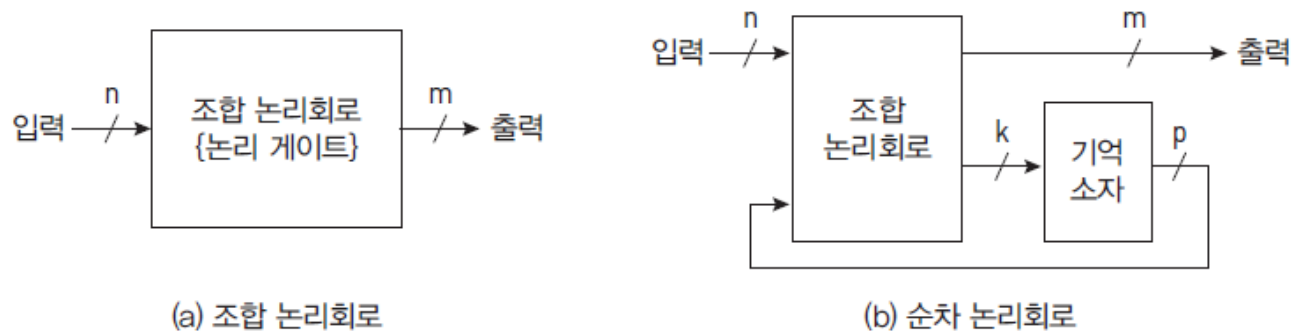 n
입력
조합 논리회로
{논리 게이트}
m
출력
(a) 조합 논리회로
n
입력
조합
논리회로
m
출력
k
기억
소자
p
(b) 순차 논리회로